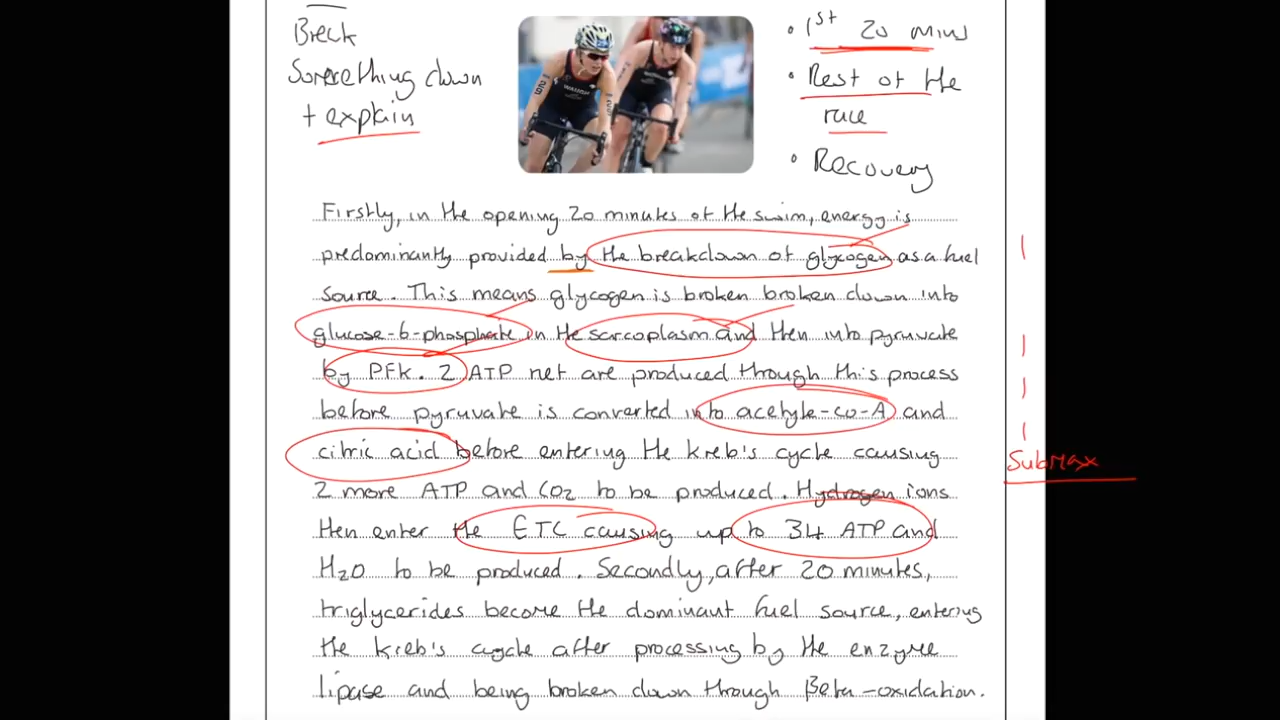 Break
Something down
+ explain
• 1st 20 mins
• Rest of the
race
• Recovery
Firstly, in the opening 20 minutes of the swim, energy is
predominantly provided by the breakdown of glycogen as a fuel
source. This means glycogen is broken broken down into
glucose-6-phosphate in the sarcoplasm and then into pyruvate
by PFK. 2 ATP net are produced through this process
before pyruvate is converted into acetyle-co-A and
citric acid before entering the kreb's cycle causing
Submax
2 more ATP and CO2 to be produced. Hydrogen ions
then enter the ETC causing up to 34 ATP and
H2O to be produced. Secondly, after 20 minutes,
triglycerides become the dominant fuel source, entering
the kreb's cycle after processing by the enzyme
lipase and being broken down through Beta-oxidation.